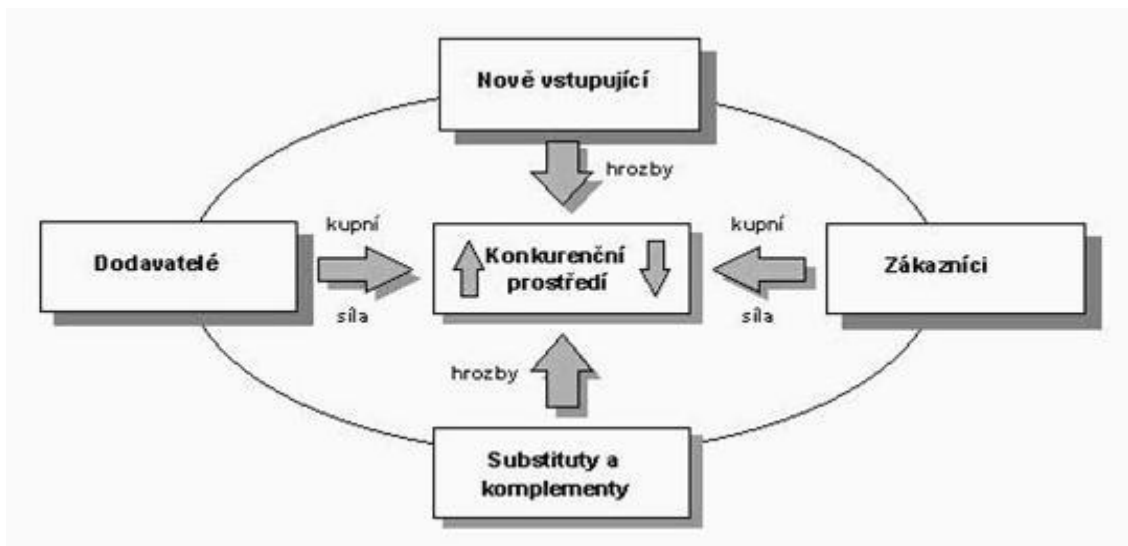 Nově vstupující
hrozby
kupní
Dodavatelé
síla
Konkurenční
prostředí
kupní
Zákazníci
síla
hrozby
Substituty a
komplementy